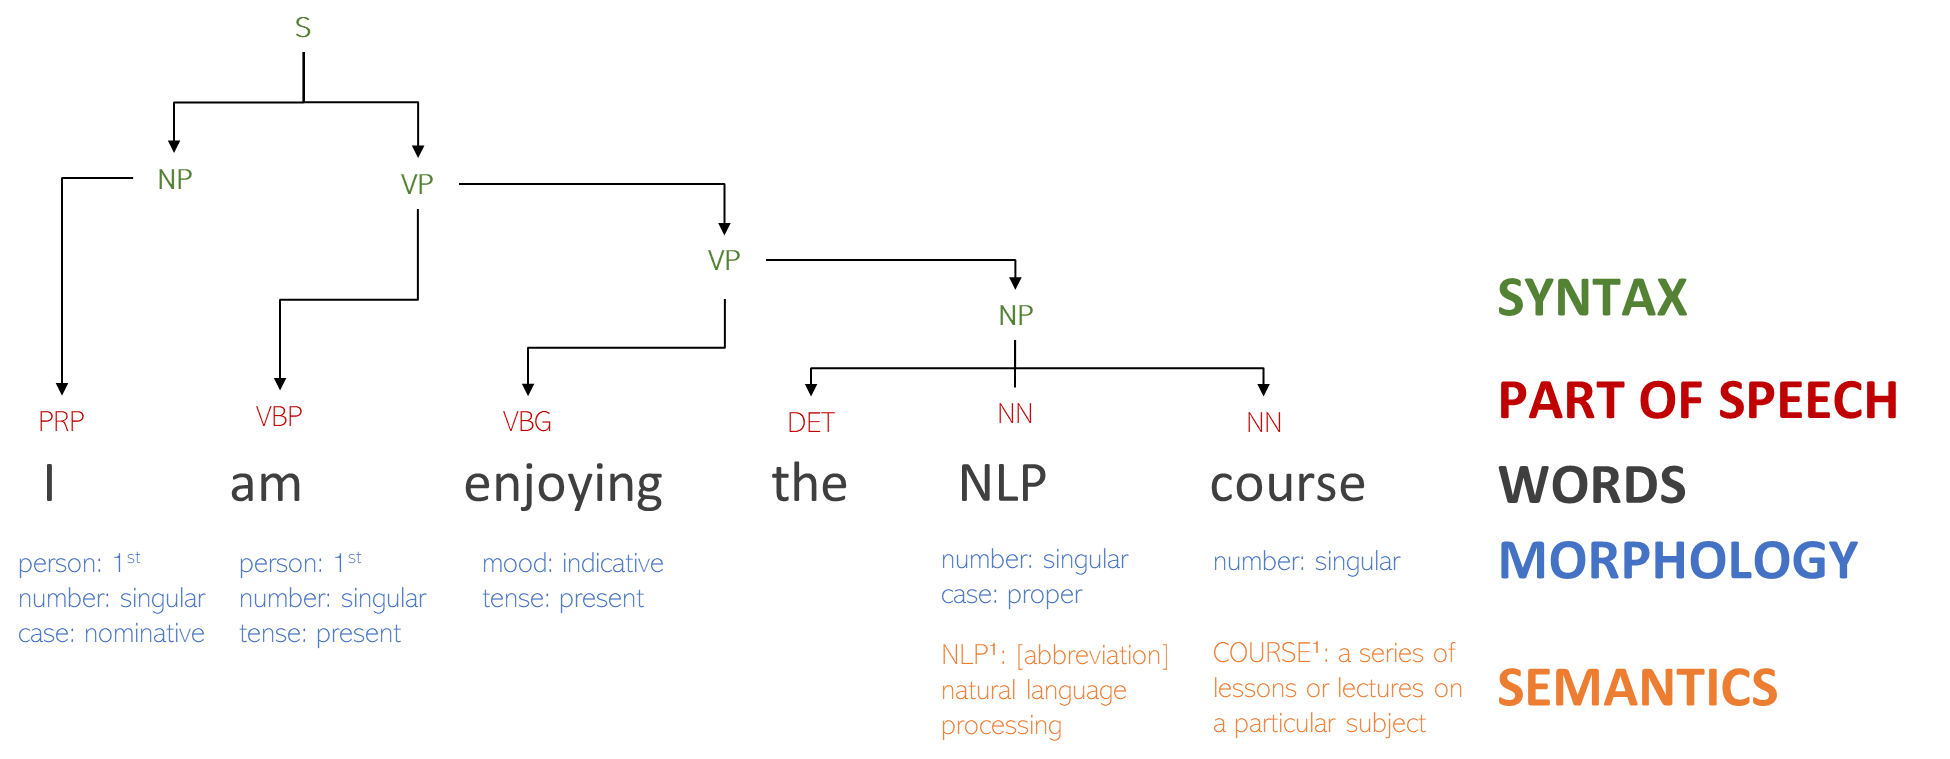 S
NP
VP
VP
NP
SYNTAX
PRP VBP VBG DET NN NN PART OF SPEECH
I am enjoying the NLP course WORDS
person: 1st person: 1st mood: indicative number: singular number: singular MORPHOLOGY
number: singular number: singular tense: present case: proper
case: nominative tense: present
NLP¹: [abbreviation] COURSE¹: a series of
natural language lessons or lectures on SEMANTICS
processing a particular subject